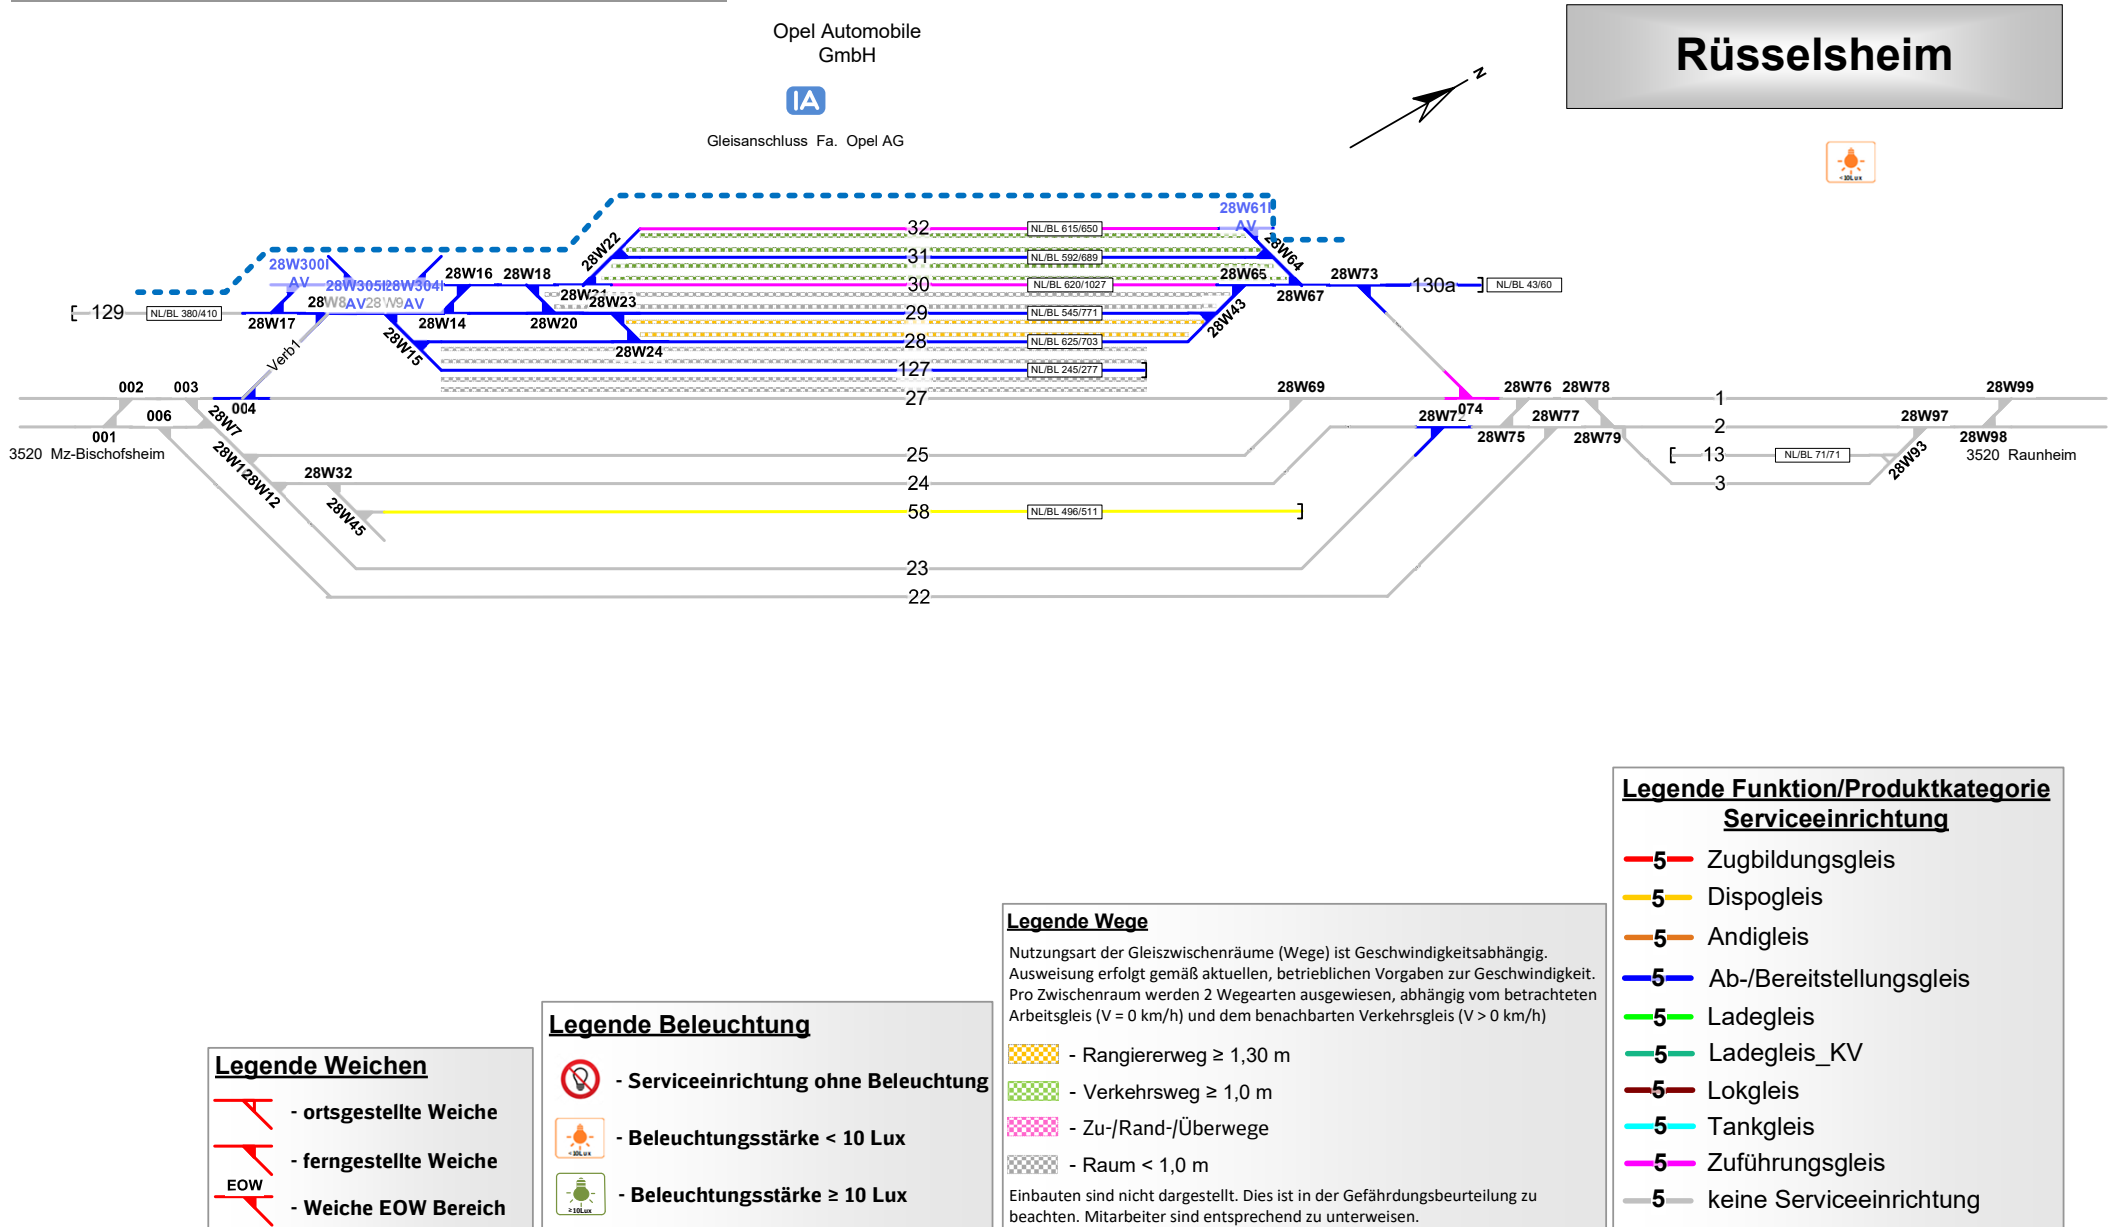 Opel Automobile
GmbH
IA
Gleisanschluss Fa. Opel AG
Rüsselsheim
N
< 10Lux
28W61I
AV
32
NL/BL 615/650
28W22
28W64
31
NL/BL 592/689
28W300I
AV
28W305I
AV
28W304I
AV
28W16
28W18
28W21
28W23
30
NL/BL 620/1027
28W65
28W67
28W73
130a
NL/BL 43/60
28W8
28W9
129
NL/BL 380/410
28W17
28W14
28W20
29
NL/BL 545/771
28W43
28W15
28W24
28
NL/BL 625/703
Verb1
127
NL/BL 245/277
002
003
004
27
28W69
074
28W76
28W78
1
28W99
001
006
28W7
28W72
28W75
28W77
28W79
2
28W97
28W98
3520 Mz-Bischofsheim
25
13
NL/BL 71/71
28W93
3520 Raunheim
28W12
28W32
24
3
28W45
58
NL/BL 496/511
23
22
Legende Weichen
- ortsgestellte Weiche
- ferngestellte Weiche
EOW
- Weiche EOW Bereich
Legende Beleuchtung
- Serviceeinrichtung ohne Beleuchtung
<10Lux
- Beleuchtungsstärke < 10 Lux
≥10Lux
- Beleuchtungsstärke ≥ 10 Lux
Legende Wege
Nutzungsart der Gleiszwischenräume (Wege) ist Geschwindigkeitsabhängig.
Ausweisung erfolgt gemäß aktuellen, betrieblichen Vorgaben zur Geschwindigkeit.
Pro Zwischenraum werden 2 Wegearten ausgewiesen, abhängig vom betrachteten
Arbeitsgleis (V = 0 km/h) und dem benachbarten Verkehrsgleis (V > 0 km/h)
- Rangiererweg ≥ 1,30 m
- Verkehrsweg ≥ 1,0 m
- Zu-/Rand-/Überwege
- Raum < 1,0 m
Einbauten sind nicht dargestellt. Dies ist in der Gefährdungsbeurteilung zu
beachten. Mitarbeiter sind entsprechend zu unterweisen.
Legende Funktion/Produktkategorie
Serviceeinrichtung
5 Zugbildungsgleis
5 Dispogleis
5 Andigleis
5 Ab-/Bereitstellungsgleis
5 Ladegleis
5 Ladegleis_KV
5 Lokgleis
5 Tankgleis
5 Zuführungsgleis
5 keine Serviceeinrichtung